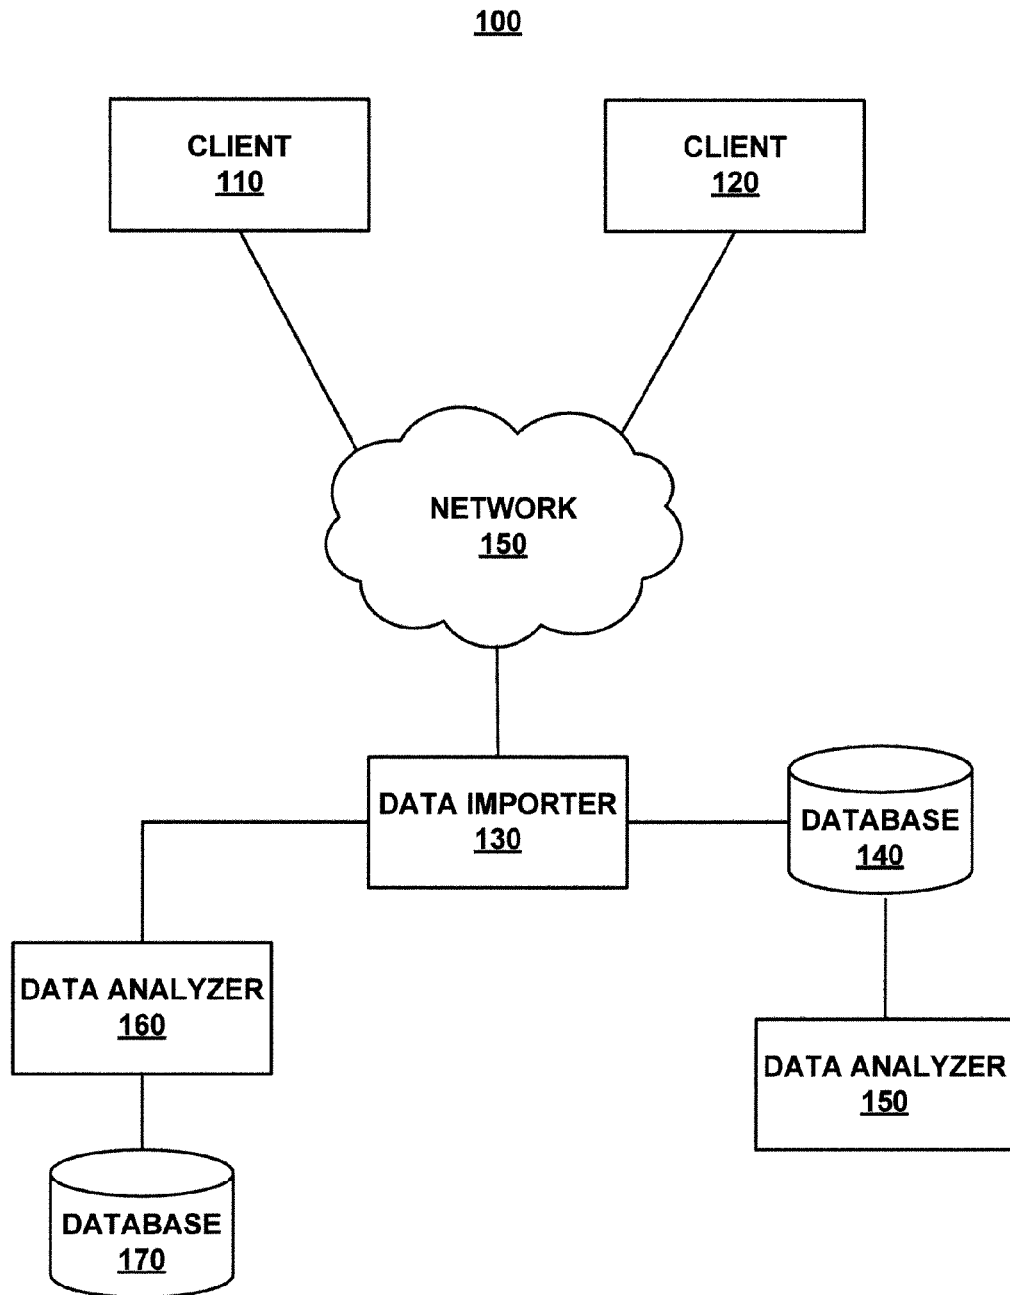 100
CLIENT
110
CLIENT
120
NETWORK
150
DATA IMPORTER
130
DATABASE
140
DATA ANALYZER
160
DATA ANALYZER
150
DATABASE
170